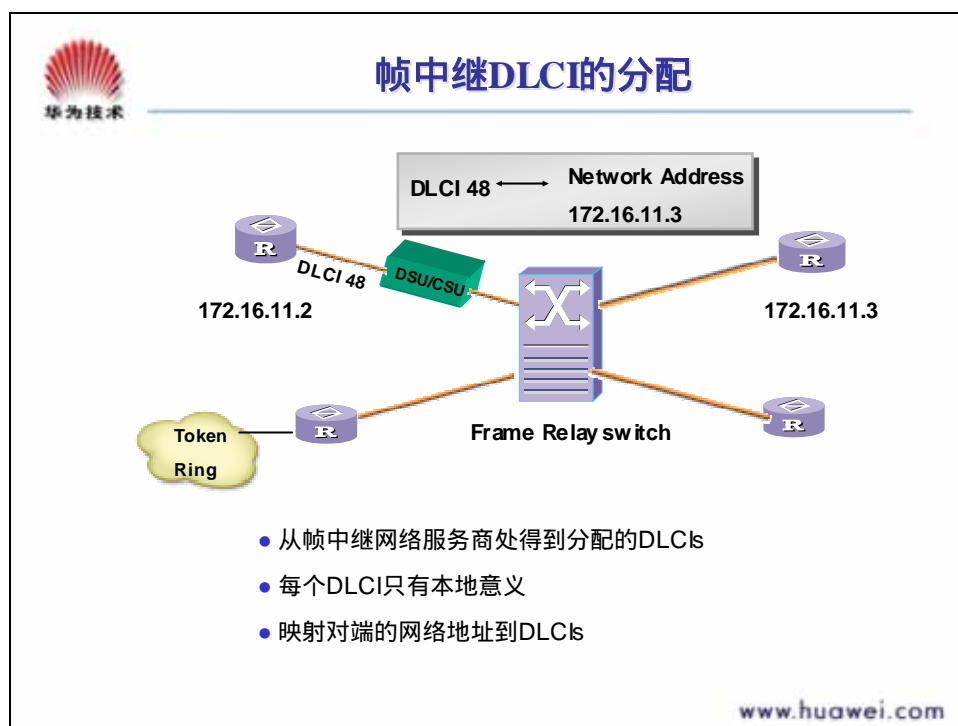 华为技术
帧中继DLCI的分配
DLCI 48
Network Address
172.16.11.3
R
DLCI 48
DSU/CSU
R
172.16.11.2
172.16.11.3
Token
Ring
R
Frame Relay switch
R
从帧中继网络服务商处得到分配的DLCIs
每个DLCI只有本地意义
映射对端的网络地址到DLCIs
www.huawei.com